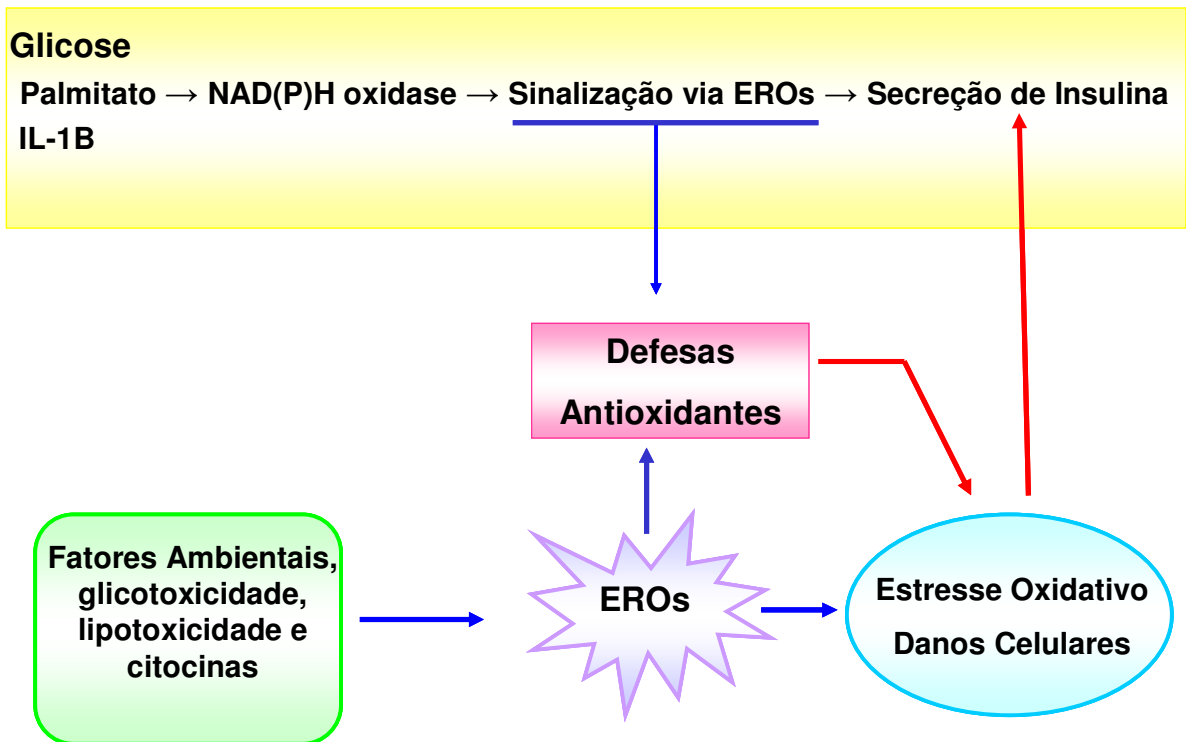 Glicose
Palmitato → NAD(P)H oxidase → Sinalização via EROs → Secreção de Insulina
IL-1B
Defesas
Antioxidantes
Fatores Ambientais,
glicotoxicidade,
lipotoxicidade e
citocinas
EROs
Estresse Oxidativo
Danos Celulares